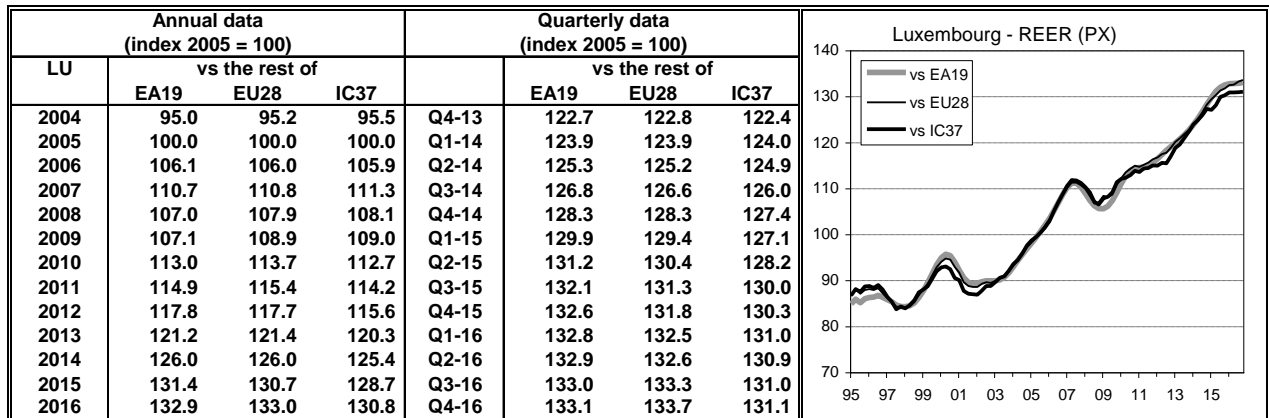 Annual data Quarterly data
(index 2005 = 100) (index 2005 = 100)
LU vs the rest of vs the rest of
EA19 EU28 IC37 EA19 EU28 IC37
2004 95.0 95.2 95.5 Q4-13 122.7 122.8 122.4
2005 100.0 100.0 100.0 Q1-14 123.9 123.9 124.0
2006 106.1 106.0 105.9 Q2-14 125.3 125.2 124.9
2007 110.7 110.8 111.3 Q3-14 126.8 126.6 126.0
2008 107.0 107.9 108.1 Q4-14 128.3 128.3 127.4
2009 107.1 108.9 109.0 Q1-15 129.9 129.4 127.1
2010 113.0 113.7 112.7 Q2-15 131.2 130.4 128.2
2011 114.9 115.4 114.2 Q3-15 132.1 131.3 130.0
2012 117.8 117.7 115.6 Q4-15 132.6 131.8 130.3
2013 121.2 121.4 120.3 Q1-16 132.8 132.5 131.0
2014 126.0 126.0 125.4 Q2-16 132.9 132.6 130.9
2015 131.4 130.7 128.7 Q3-16 133.0 133.3 131.0
2016 132.9 133.0 130.8 Q4-16 133.1 133.7 131.1
Luxembourg - REER (PX)
140
130
120
110
100
90
80
70
vs EA19
vs EU28
vs IC37
95 97 99 01 03 05 07 09 11 13 15